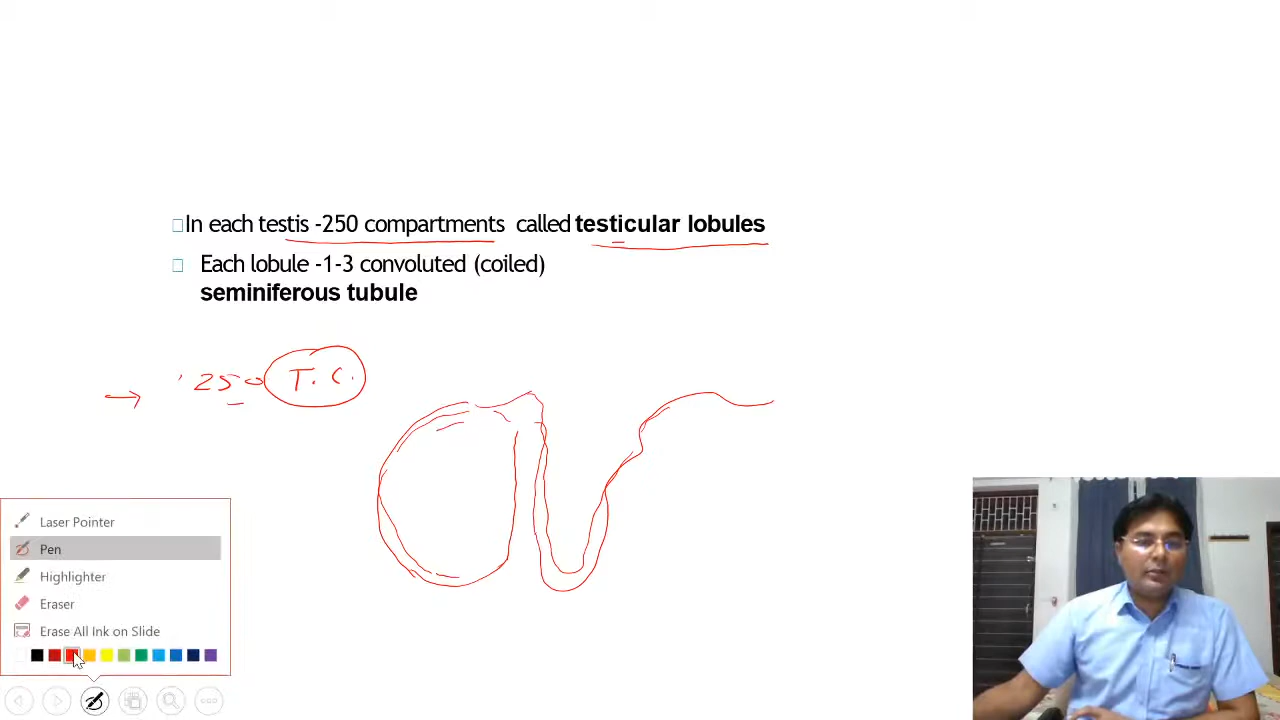 In each testis -250 compartments called testicular lobules
Each lobule -1-3 convoluted (coiled)
seminiferous tubule
250 T. C.
Laser Pointer
Pen
Highlighter
Eraser
Erase All Ink on Slide